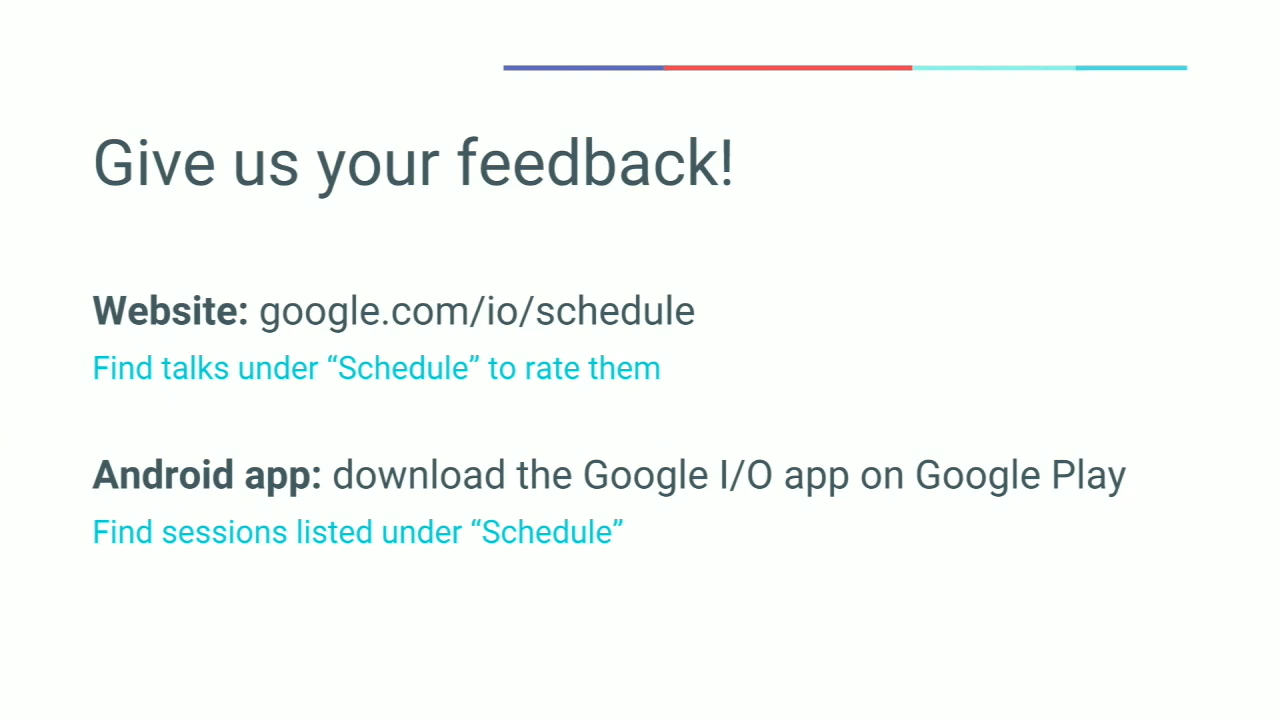 Give us your feedback!
Website: google.com/io/schedule
Find talks under “Schedule” to rate them
Android app: download the Google I/O app on Google Play
Find sessions listed under “Schedule”